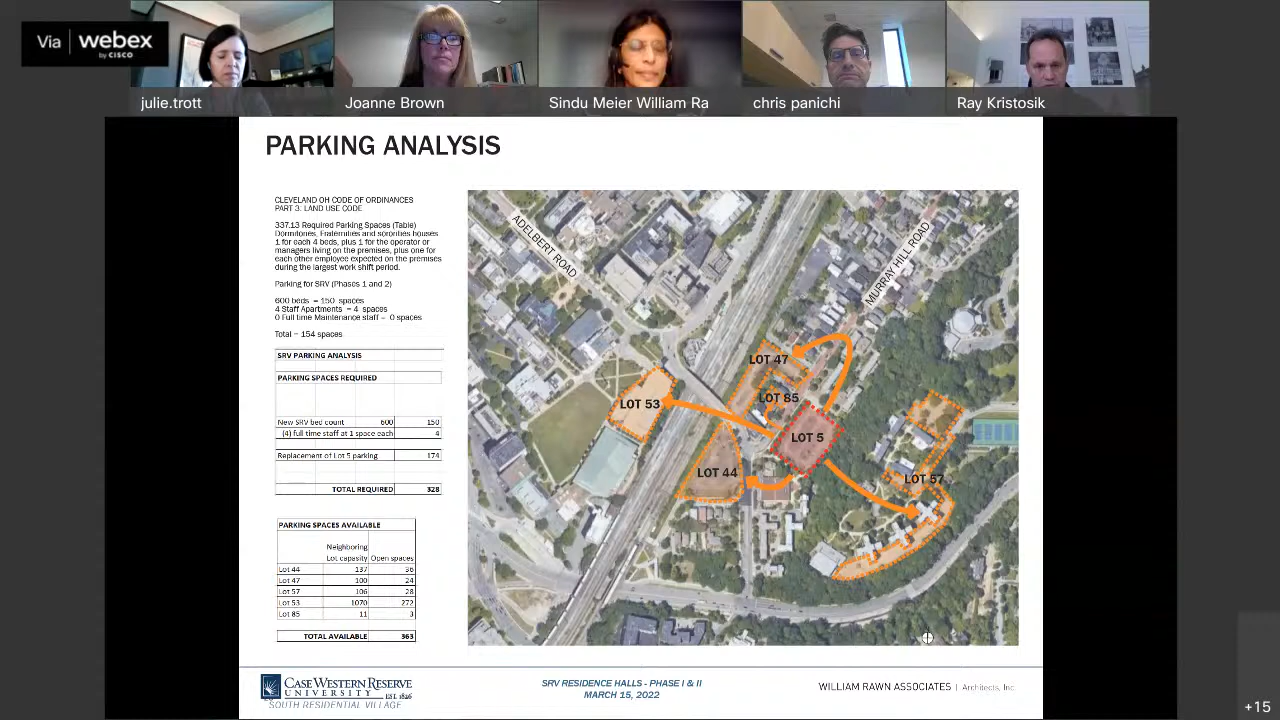 Via webex
by CISCO
julie.trott
Joanne Brown
Sindu Meier William Ra
chris panichi
Ray Kristosik
PARKING ANALYSIS
CLEVELAND OH CODE OF ORDINANCES
PART 3: LAND USE CODE
337.13 Required Parking Spaces (Table)
Dormitories, Fraternities and sororities houses
1 for each 4 beds, plus 1 for the operator or
managers living on the premises, plus one for
each other employee expected on the premises
during the largest work shift period.
Parking for SRV (Phases 1 and 2)
600 beds = 150 spaces
4 Staff Apartments = 4 spaces
0 Full time Maintenance staff = 0 spaces
Total = 154 spaces
SRV PARKING ANALYSIS
PARKING SPACES REQUIRED
New SRV bed count 600 150
(4) full time staff at 1 space each 4
Replacement of Lot 5 parking 174
TOTAL REQUIRED 328
PARKING SPACES AVAILABLE
Neighboring
Lot capasity Open spaces
Lot 44 137 36
Lot 47 100 24
Lot 57 106 28
Lot 53 1070 272
Lot 85 11 3
TOTAL AVAILABLE 363
ADELBERT ROAD
MURRAY HILL ROAD
LOT 47
LOT 85
LOT 53
LOT 5
LOT 44
LOT 57
CASE WESTERN RESERVE
UNIVERSITY EST. 1826
SOUTH RESIDENTIAL VILLAGE
SRV RESIDENCE HALLS - PHASE I & II
MARCH 15, 2022
WILLIAM RAWN ASSOCIATES | Architects, Inc
+15